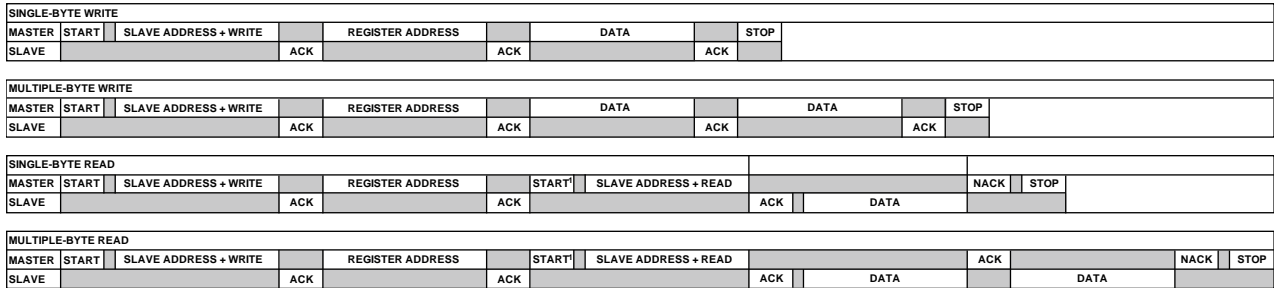 SINGLE-BYTE WRITE
MASTER START SLAVE ADDRESS + WRITE REGISTER ADDRESS DATA STOP
SLAVE ACK ACK ACK
MULTIPLE-BYTE WRITE
MASTER START SLAVE ADDRESS + WRITE REGISTER ADDRESS DATA DATA STOP
SLAVE ACK ACK ACK ACK
SINGLE-BYTE READ
MASTER START SLAVE ADDRESS + WRITE REGISTER ADDRESS START¹ SLAVE ADDRESS + READ NACK STOP
SLAVE ACK ACK ACK DATA
MULTIPLE-BYTE READ
MASTER START SLAVE ADDRESS + WRITE REGISTER ADDRESS START¹ SLAVE ADDRESS + READ ACK NACK STOP
SLAVE ACK ACK ACK DATA DATA